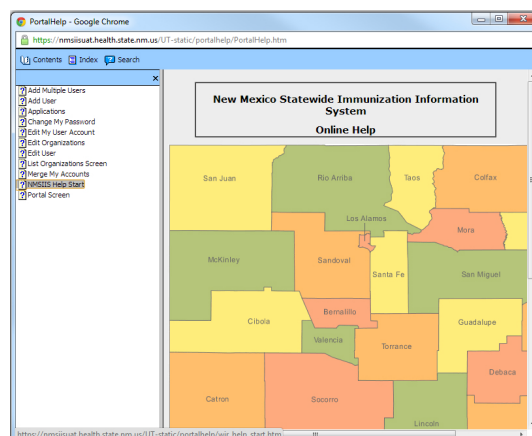 PortalHelp - Google Chrome
https://nmsiisuat.health.state.nm.us/UT-static/portalhelp/PortalHelp.htm
Contents Index Search
Add Multiple Users
Add User
Applications
Change My Password
Edit My User Account
Edit Organizations
Edit User
List Organizations Screen
Merge My Accounts
NMSIIS Help Start
Portal Screen
New Mexico Statewide Immunization Information
System
Online Help
San Juan
Rio Arriba
Taos
Colfax
Los Alamos
Mora
McKinley
Sandoval
Santa Fe
San Miguel
Bernalillo
Cibola
Guadalupe
Valencia
Torrance
Debaca
Catron
Socorro
Lincoln
https://nmsiisuat.health.state.nm.us/UT-static/portalhelp/wir_help_start.htm